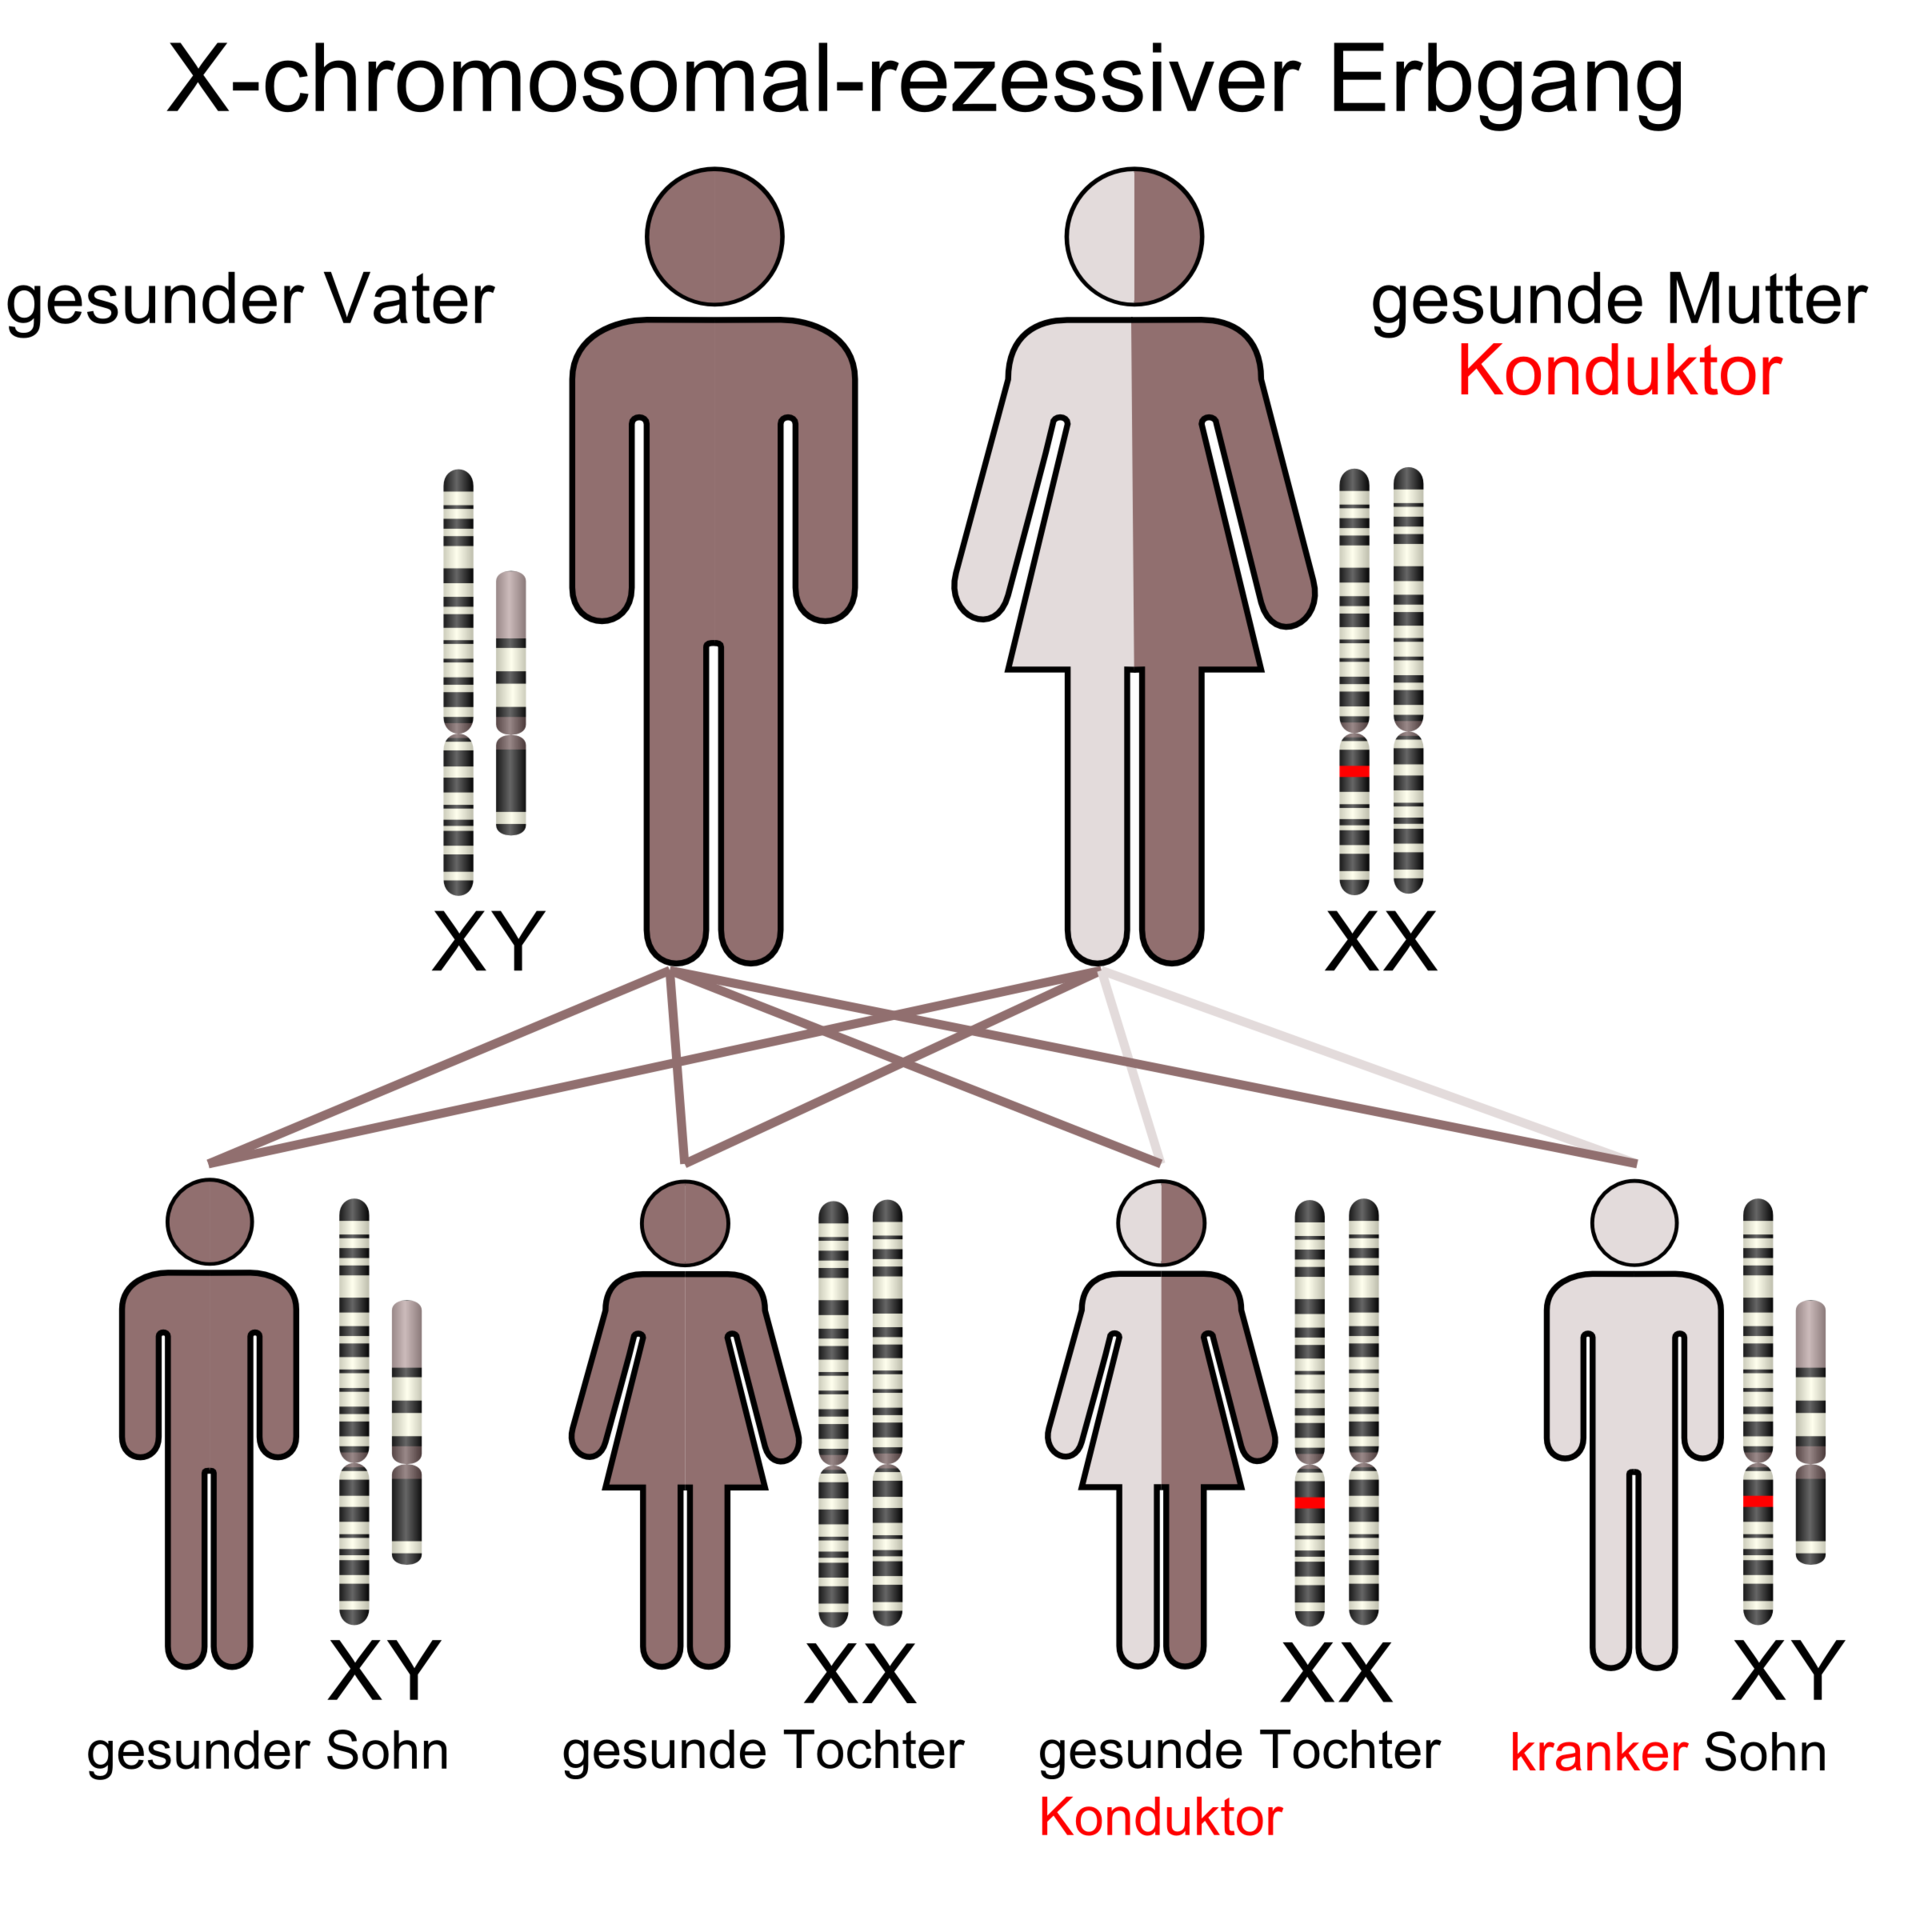 X-chromosomal-rezessiver Erbgang
gesunder Vater
gesunde Mutter
Konduktor
XY
XX
XY
XX
XX
XY
gesunder Sohn
gesunde Tochter
gesunde Tochter
Konduktor
kranker Sohn